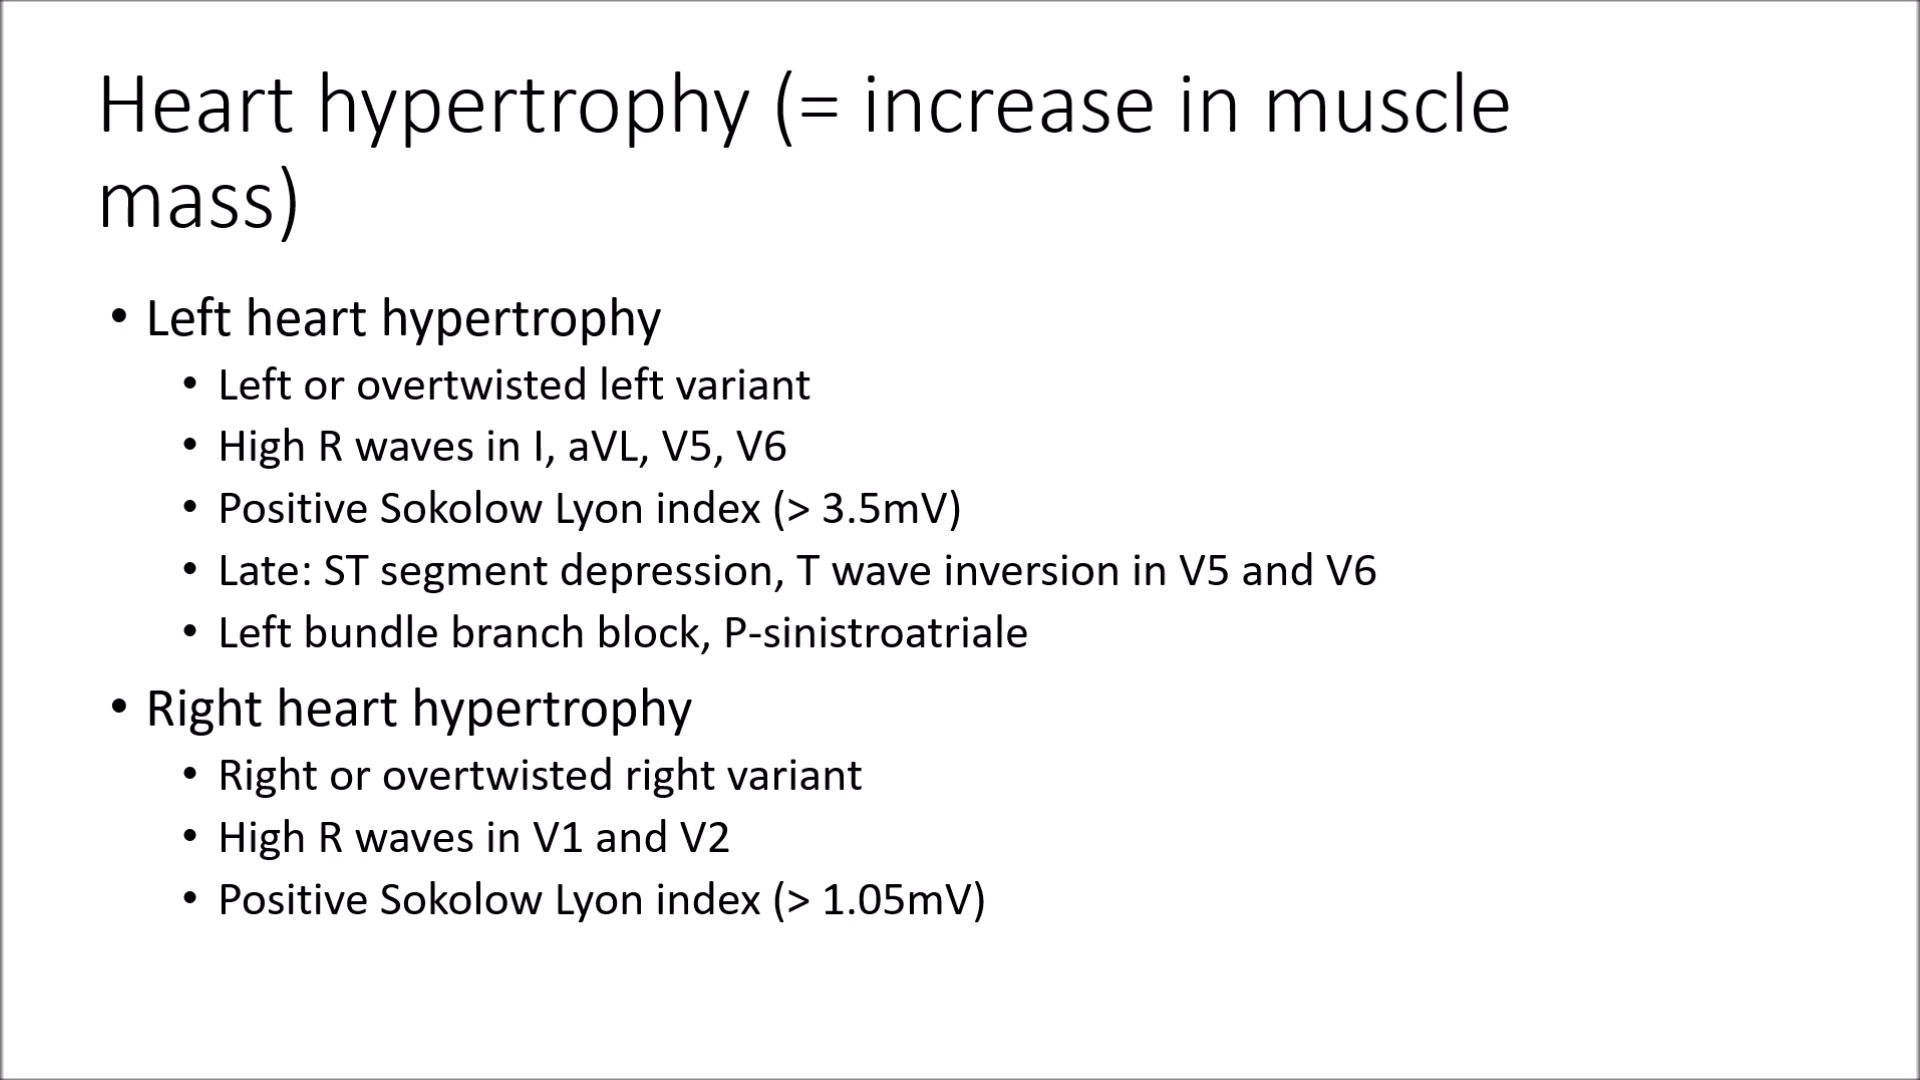 Heart hypertrophy (= increase in muscle
mass)
• Left heart hypertrophy
• Left or overtwisted left variant
• High R waves in I, aVL, V5, V6
• Positive Sokolow Lyon index (> 3.5mV)
• Late: ST segment depression, T wave inversion in V5 and V6
• Left bundle branch block, P-sinistroatriale
• Right heart hypertrophy
• Right or overtwisted right variant
• High R waves in V1 and V2
• Positive Sokolow Lyon index (> 1.05mV)